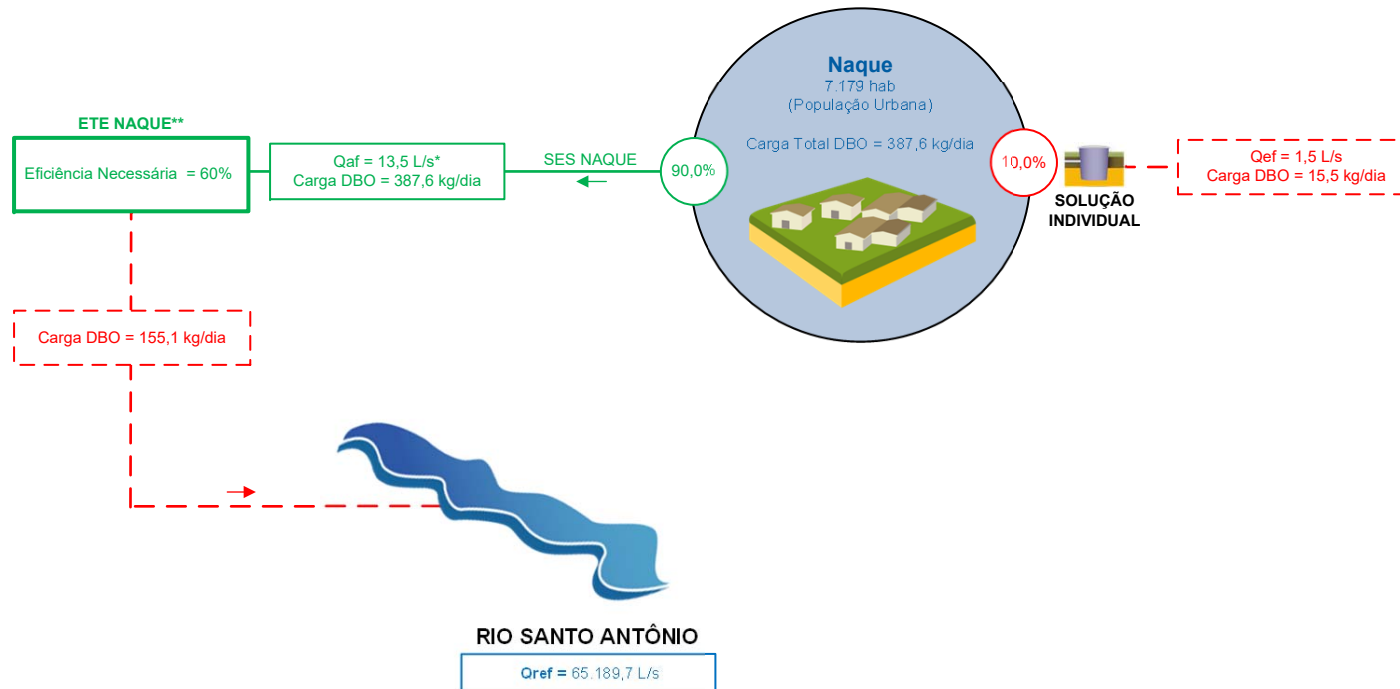 Naque
7.179 hab
(População Urbana)
Carga Total DBO = 387,6 kg/dia
ETE NAQUE**
Eficiência Necessária = 60%
Qaf = 13,5 L/s*
Carga DBO = 387,6 kg/dia
SES NAQUE
90,0%
10,0%
SOLUÇÃO
INDIVIDUAL
Qef = 1,5 L/s
Carga DBO = 15,5 kg/dia
Carga DBO = 155,1 kg/dia
RIO SANTO ANTÔNIO
Qref = 65.189,7 L/s